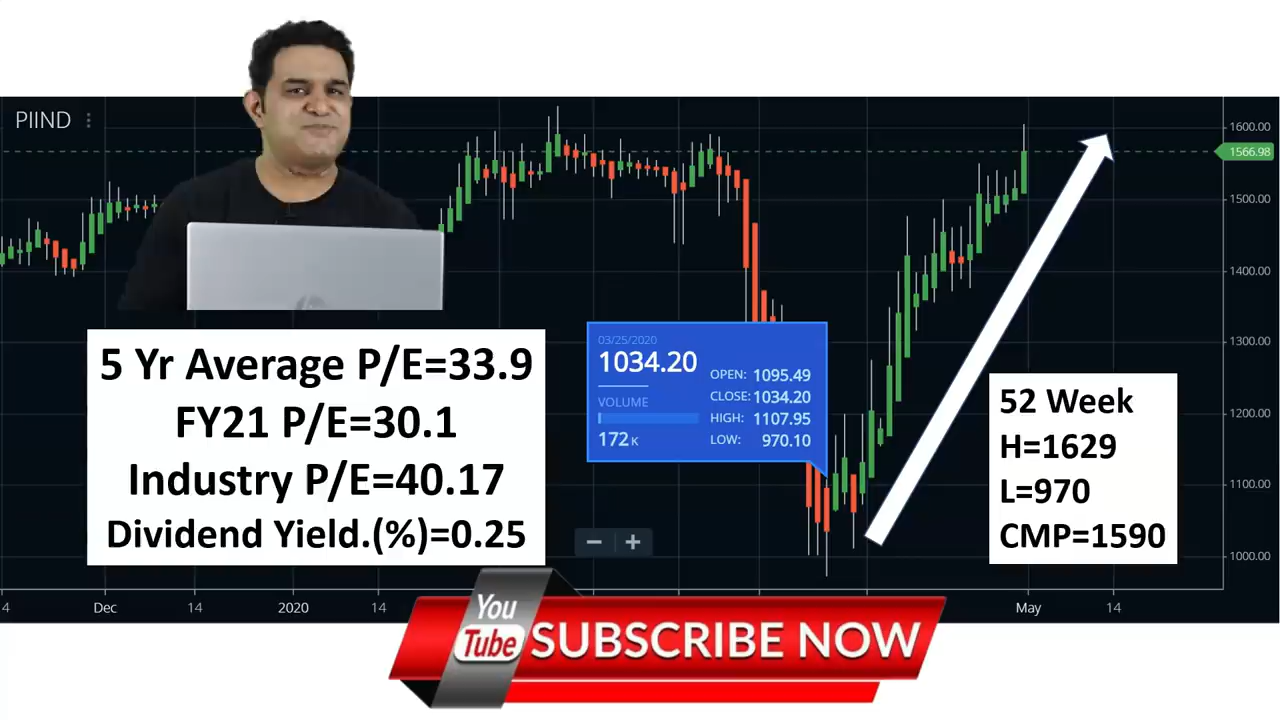 PIIND
1600.00
1566.98
1500.00
1400.00
1300.00
1200.00
1100.00
1000.00
5 Yr Average P/E=33.9
FY21 P/E=30.1
Industry P/E=40.17
Dividend Yield.(%)=0.25
03/25/2020
1034.20
VOLUME
172 K
OPEN: 1095.49
CLOSE: 1034.20
HIGH: 1107.95
LOW: 970.10
52 Week
H=1629
L=970
CMP=1590
4 Dec 14 2020 14 May 14
You
Tube
SUBSCRIBE NOW